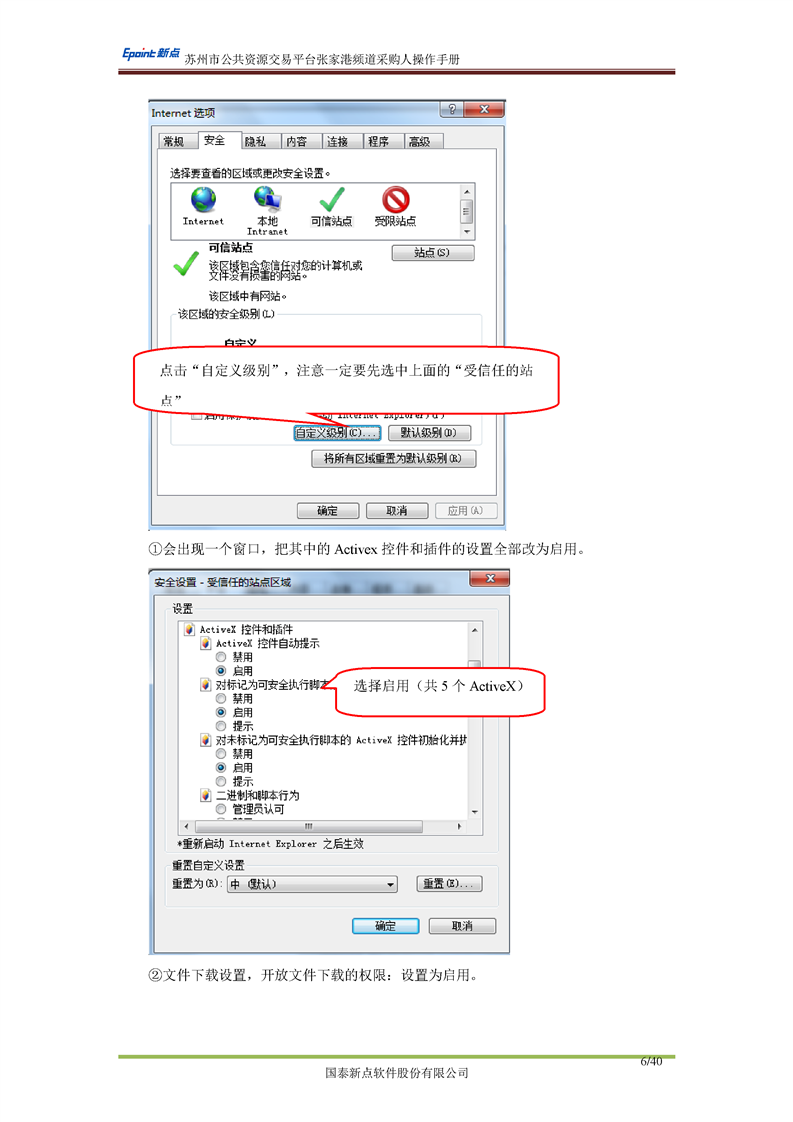 Epoint新点 苏州市公共资源交易平台张家港频道采购人操作手册
Internet 选项
常规 安全 隐私 内容 连接 程序 高级
选择要查看的区域或更改安全设置。
Internet 本地 Intranet 可信站点 受限站点
可信站点
站点(S)
该区域包含您信任对您的计算机或
文件没有损害的网站。
该区域中有网站。
该区域的安全级别(L)
自定义
点击“自定义级别”，注意一定要先选中上面的“受信任的站
点”
Internet Explorer)(P)
自定义级别(C)... 默认级别(D)
将所有区域重置为默认级别(R)
确定 取消 应用(A)
①会出现一个窗口，把其中的 Activex 控件和插件的设置全部改为启用。
安全设置 - 受信任的站点区域
设置
ActiveX 控件和插件
ActiveX 控件自动提示
禁用
启用
对标记为可安全执行脚本
选择启用（共 5 个 ActiveX）
禁用
启用
提示
对未标记为可安全执行脚本的 ActiveX 控件初始化并执
禁用
启用
提示
二进制和脚本行为
管理员认可
*重新启动 Internet Explorer 之后生效
重置自定义设置
重置为(R): 中 (默认) 重置(E)...
确定 取消
②文件下载设置，开放文件下载的权限：设置为启用。
6/40
国泰新点软件股份有限公司